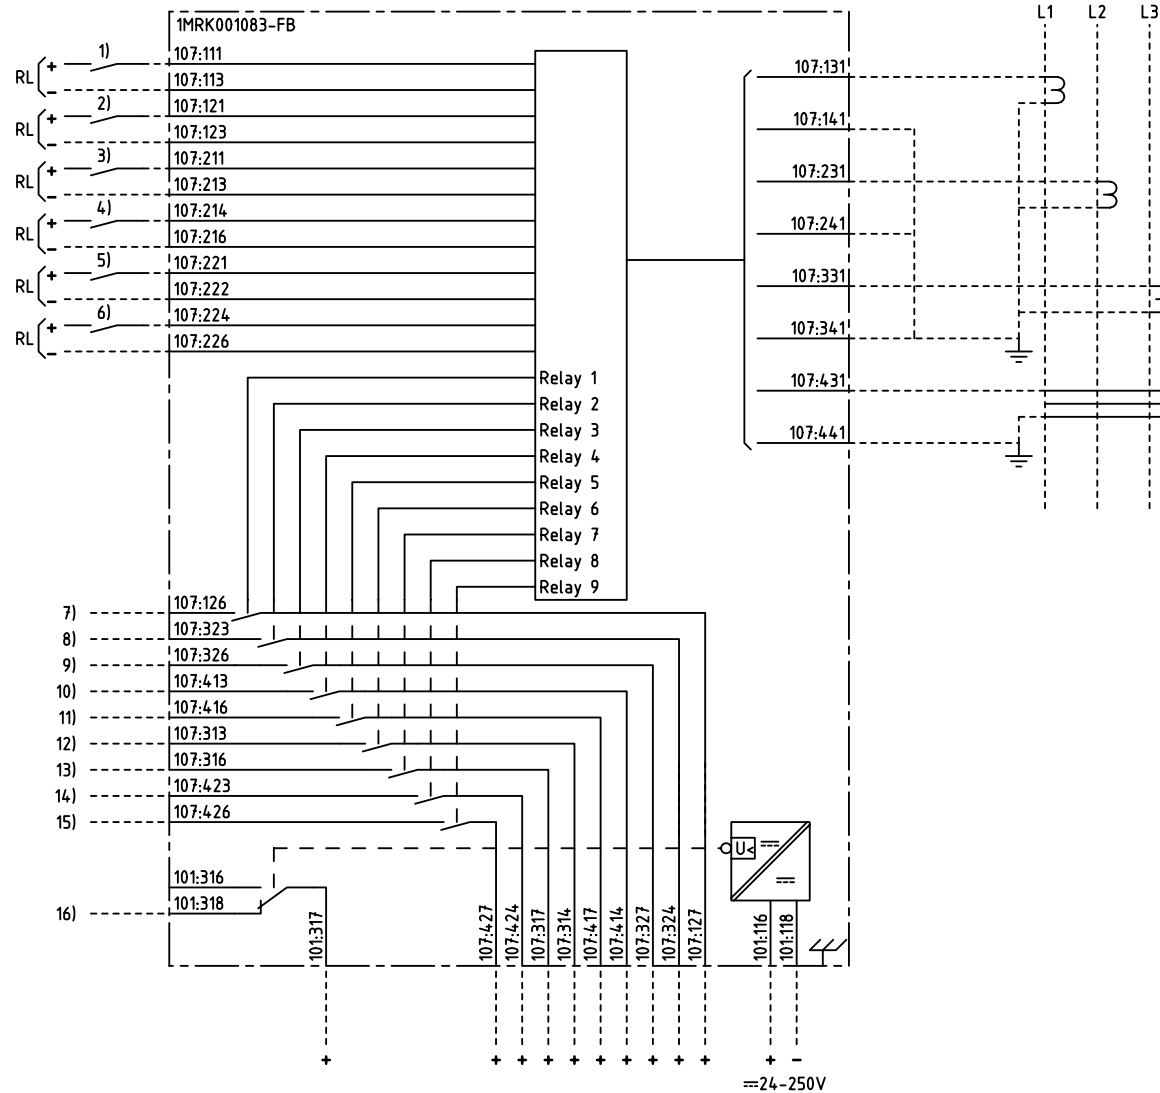 L1 L2 L3
1MRK001083-FB
1)
107:111
RL + -
107:113
2)
107:121
RL + -
107:123
3)
107:211
RL + -
107:213
4)
107:214
RL + -
107:216
5)
107:221
RL + -
107:222
6)
107:224
RL + -
107:226
107:131
107:141
107:231
107:241
107:331
107:341
107:431
107:441
Relay 1
Relay 2
Relay 3
Relay 4
Relay 5
Relay 6
Relay 7
Relay 8
Relay 9
7) 107:126
8) 107:323
9) 107:326
10) 107:413
11) 107:416
12) 107:313
13) 107:316
14) 107:423
15) 107:426
U<
101:316
16) 101:318
101:317
107:427
107:424
107:317
107:314
107:417
107:414
107:327
107:324
107:127
101:116
101:118
+ + + + + + + + + + + -
⎓24-250V